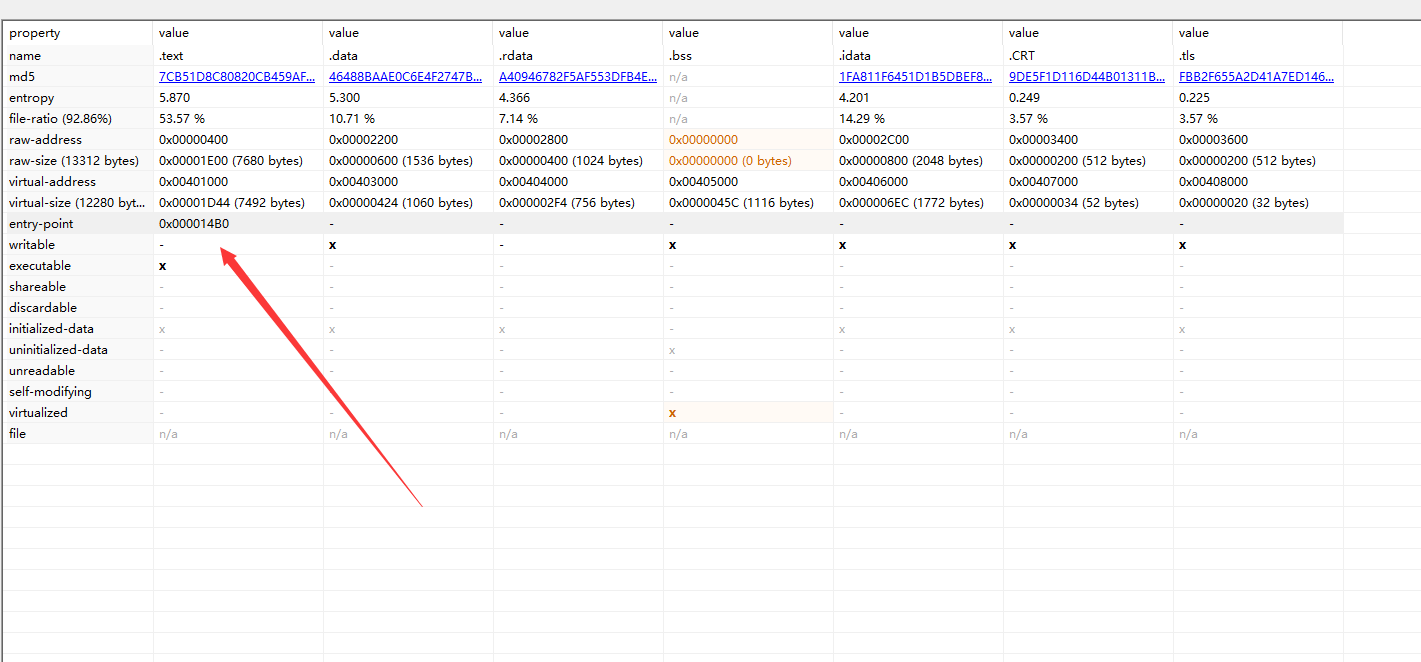 property value value value value value value value
name .text .data .rdata .bss .idata .CRT .tls
md5 7CB51D8C80820CB459AF... 46488BAAE0C6E4F2747B... A40946782F5AF553DFB4E... n/a 1FA811F6451D1B5DBEF8... 9DE5F1D116D44B01311B... FBB2F655A2D41A7ED146...
entropy 5.870 5.300 4.366 n/a 4.201 0.249 0.225
file-ratio (92.86%) 53.57 % 10.71 % 7.14 % n/a 14.29 % 3.57 % 3.57 %
raw-address 0x00000400 0x00002200 0x00002800 0x00000000 0x00002C00 0x00003400 0x00003600
raw-size (13312 bytes) 0x00001E00 (7680 bytes) 0x00000600 (1536 bytes) 0x00000400 (1024 bytes) 0x00000000 (0 bytes) 0x00000800 (2048 bytes) 0x00000200 (512 bytes) 0x00000200 (512 bytes)
virtual-address 0x00401000 0x00403000 0x00404000 0x00405000 0x00406000 0x00407000 0x00408000
virtual-size (12280 byt... 0x00001D44 (7492 bytes) 0x00000424 (1060 bytes) 0x000002F4 (756 bytes) 0x0000045C (1116 bytes) 0x000006EC (1772 bytes) 0x00000034 (52 bytes) 0x00000020 (32 bytes)
entry-point 0x000014B0 - - - - - -
writable - x - x x x x
executable x - - - - - -
shareable - - - - - - -
discardable - - - - - - -
initialized-data x x x - x x x
uninitialized-data - - - x - - -
unreadable - - - - - - -
self-modifying - - - - - - -
virtualized - - - x - - -
file n/a n/a n/a n/a n/a n/a n/a